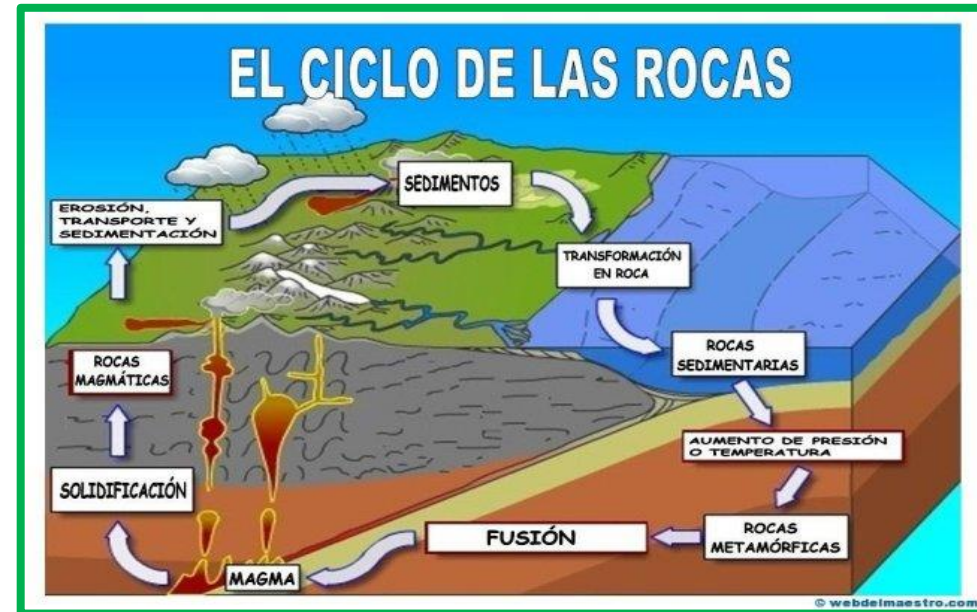 EL CICLO DE LAS ROCAS
SEDIMENTOS
EROSIÓN,
TRANSPORTE Y
SEDIMENTACIÓN
TRANSFORMACIÓN
EN ROCA
ROCAS
SEDIMENTARIAS
ROCAS
MAGMÁTICAS
AUMENTO DE PRESIÓN
O TEMPERATURA
SOLIDIFICACIÓN
ROCAS
METAMÓRFICAS
FUSIÓN
MAGMA
© webdelmaestro.com